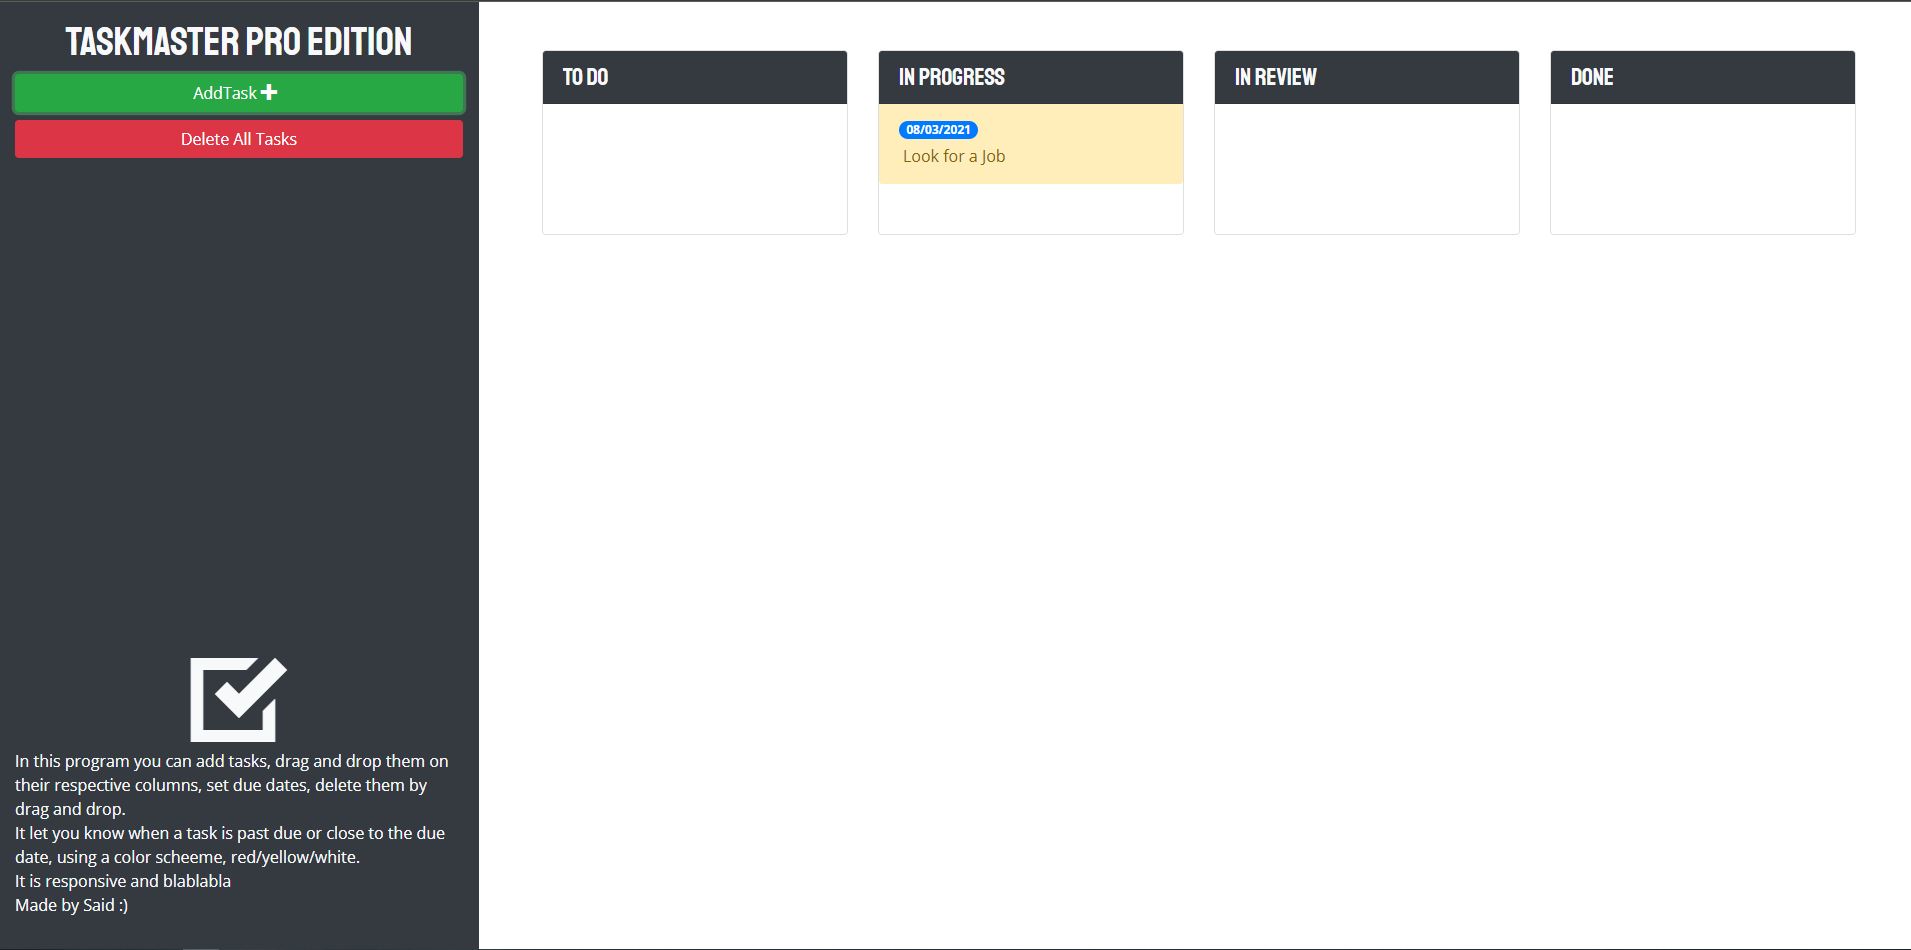 TASKMASTER PRO EDITION
AddTask
Delete All Tasks
In this program you can add tasks, drag and drop them on
their respective columns, set due dates, delete them by
drag and drop.
It let you know when a task is past due or close to the due
date, using a color scheeme, red/yellow/white.
It is responsive and blablabla
Made by Said :)
TO DO
IN PROGRESS
08/03/2021
Look for a Job
IN REVIEW
DONE